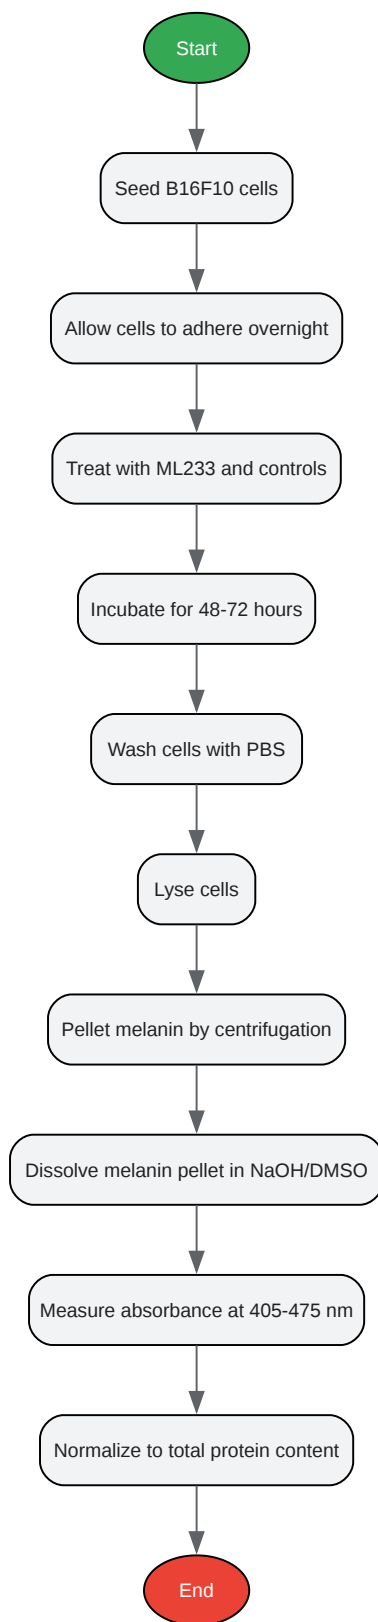 Start
Seed B16F10 cells
Allow cells to adhere overnight
Treat with ML233 and controls
Incubate for 48-72 hours
Wash cells with PBS
Lyse cells
Pellet melanin by centrifugation
Dissolve melanin pellet in NaOH/DMSO
Measure absorbance at 405-475 nm
Normalize to total protein content
End